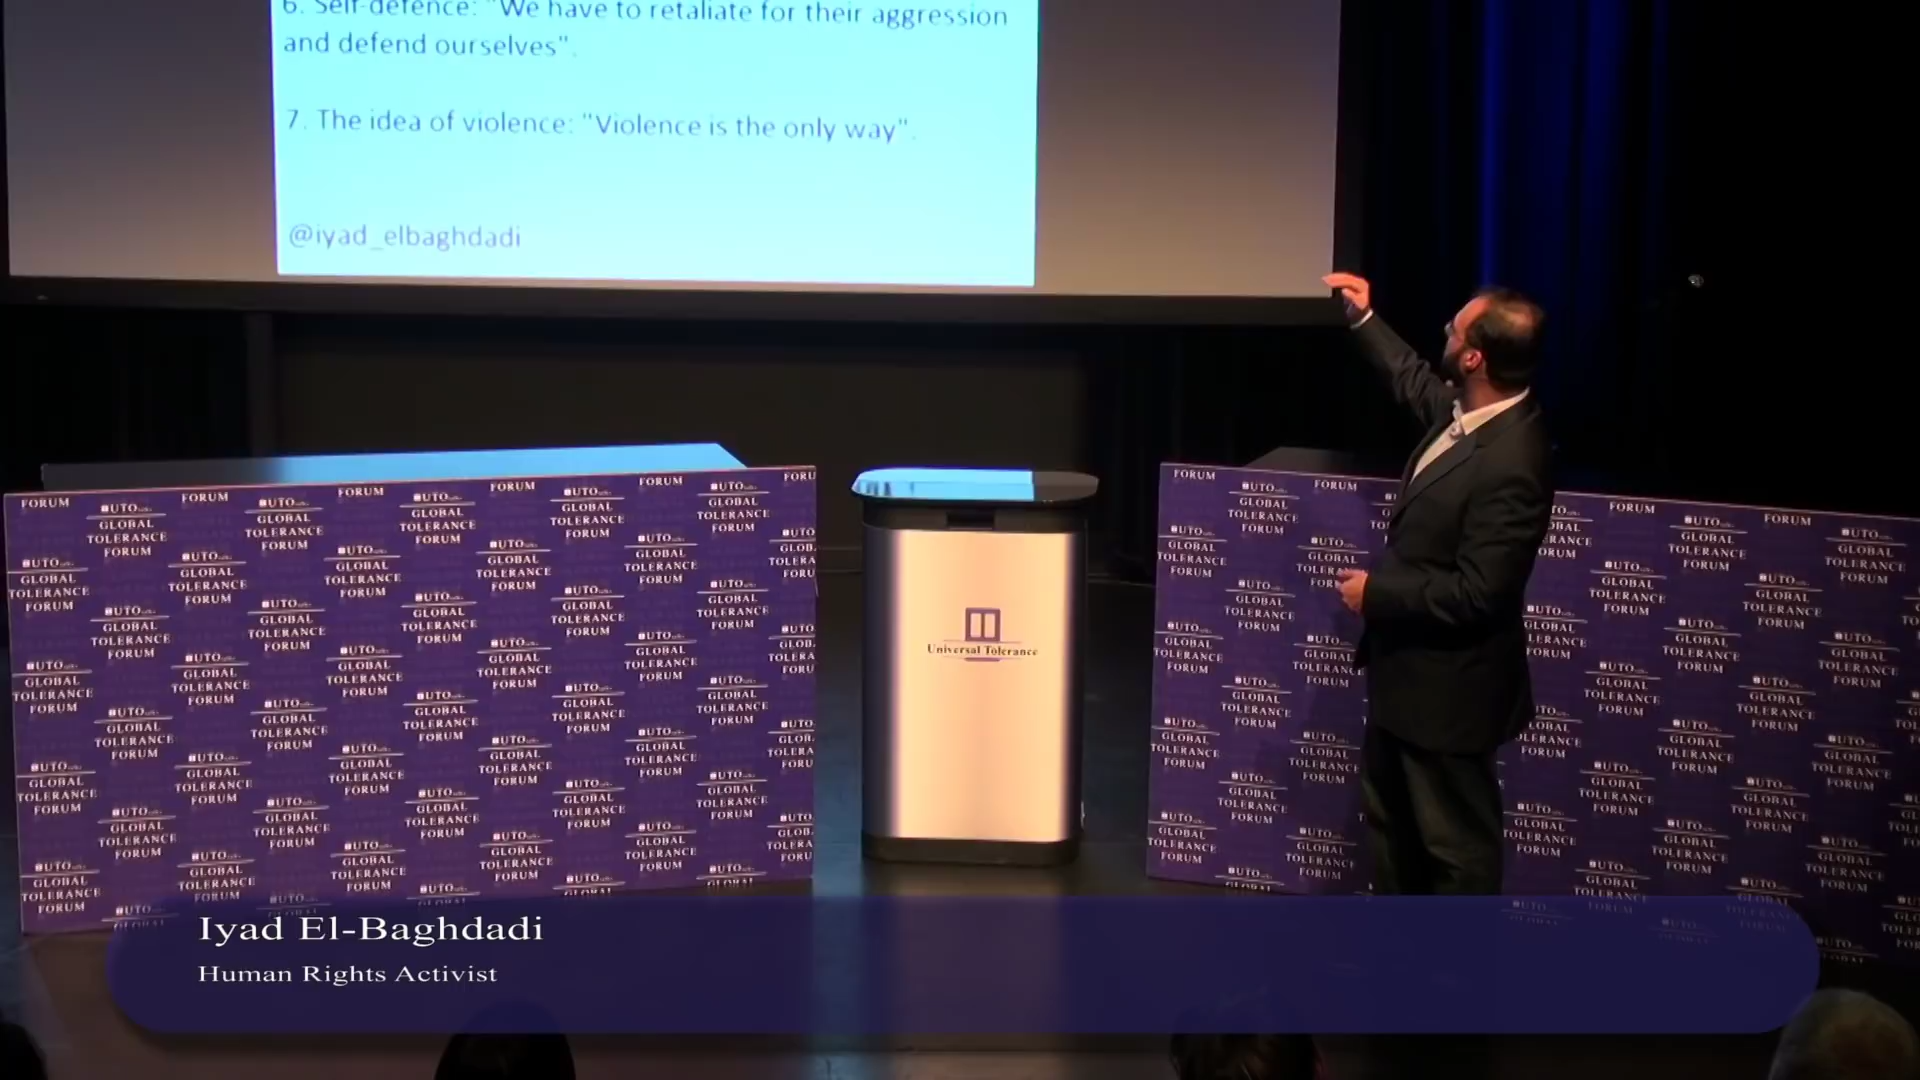 6. Self-defence: "We have to retaliate for their aggression
and defend ourselves".
7. The idea of violence: "Violence is the only way".
@iyad_elbaghdadi
UTO
GLOBAL
TOLERANCE
FORUM
Universal Tolerance
Iyad El-Baghdadi
Human Rights Activist